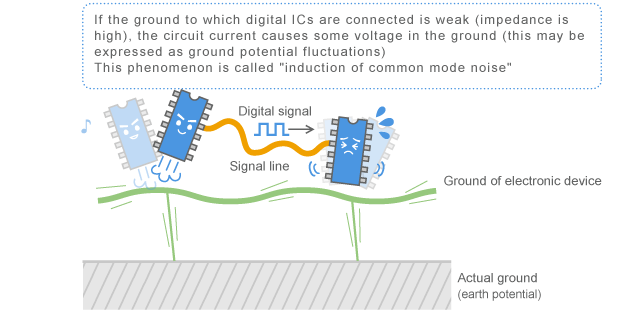 If the ground to which digital ICs are connected is weak (impedance is
high), the circuit current causes some voltage in the ground (this may be
expressed as ground potential fluctuations)
This phenomenon is called "induction of common mode noise"
Digital signal
Signal line
Ground of electronic device
Actual ground
(earth potential)